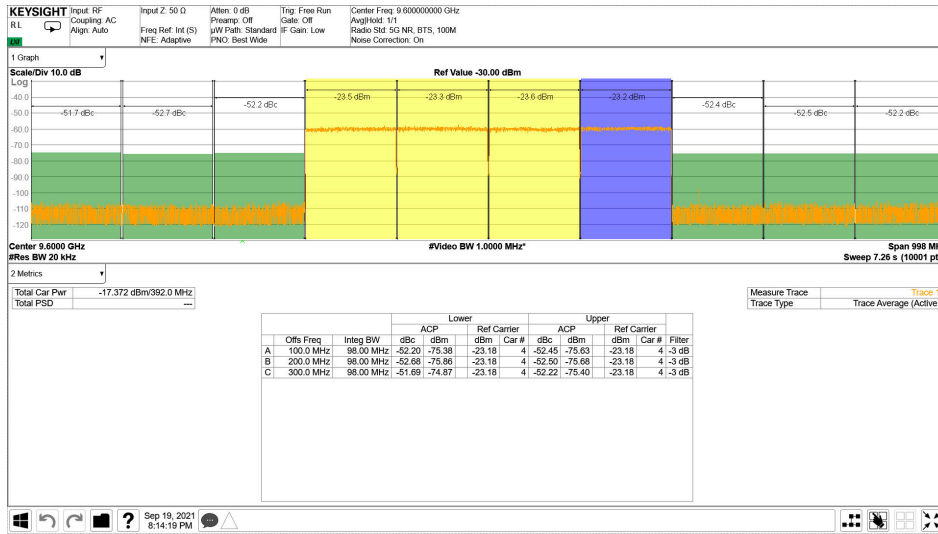 KEYSIGHT Input: RF Input Z: 50 Ω Atten: 0 dB Trig: Free Run Center Freq: 9.600000000 GHz
RL Coupling: AC Preamp: Off Gate: Off Avg|Hold: 1/1
Align: Auto Freq Ref: Int (S) µW Path: Standard IF Gain: Low Radio Std: 5G NR, BTS, 100M
NFE: Adaptive PNO: Best Wide Noise Correction: On
1 Graph
Scale/Div 10.0 dB Ref Value -30.00 dBm
Log
-40.0 -23.5 dBm -23.3 dBm -23.6 dBm -23.2 dBm
-52.2 dBc -52.4 dBc
-50.0 -51.7 dBc -52.7 dBc -52.5 dBc -52.2 dBc
-60.0
-70.0
-80.0
-90.0
-100
-110
-120
Center 9.6000 GHz #Video BW 1.0000 MHz* Span 998 MH
#Res BW 20 kHz Sweep 7.26 s (10001 pt
2 Metrics
Total Car Pwr -17.372 dBm/392.0 MHz Measure Trace Trace 1
Total PSD --- Trace Type Trace Average (Active
Lower Upper
ACP Ref Carrier ACP Ref Carrier
Offs Freq Integ BW dBc dBm dBm Car # dBc dBm dBm Car # Filter
A 100.0 MHz 98.00 MHz -52.20 -75.38 -23.18 4 -52.45 -75.63 -23.18 4 -3 dB
B 200.0 MHz 98.00 MHz -52.68 -75.86 -23.18 4 -52.50 -75.68 -23.18 4 -3 dB
C 300.0 MHz 98.00 MHz -51.69 -74.87 -23.18 4 -52.22 -75.40 -23.18 4 -3 dB
? Sep 19, 2021
8:14:19 PM